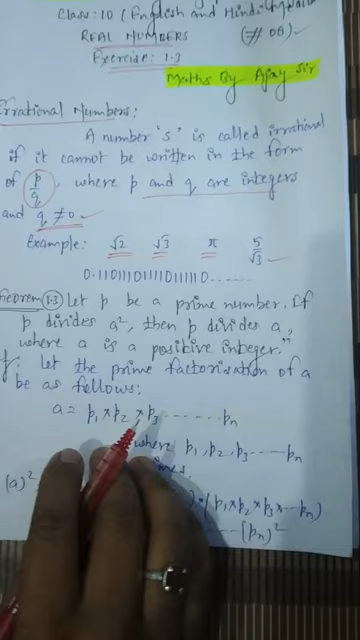 Class: 10 (English and Hindi
REAL NUMBERS (# 08)
Exercise: 1.3
Maths By Ajay Sir
Irrational Numbers:
A number 's' is called irrational
if it cannot be written in the form
of p/q, where p and q are integers
and q ≠ 0
Example: √2 √3 π 5/√3
0.110111011110111110......
Theorem 1.3 Let p be a prime number. If
p divides a², then p divides a,
where a is a positive integer."
Let the prime factorisation of a
be as follows:
a = p₁ × p₂ × p₃ ........ pₙ
where p₁, p₂, p₃ ..... pₙ
(a)² ) × (p₁ × p₂ × p₃ × ... pₙ)
.... (pₙ)²